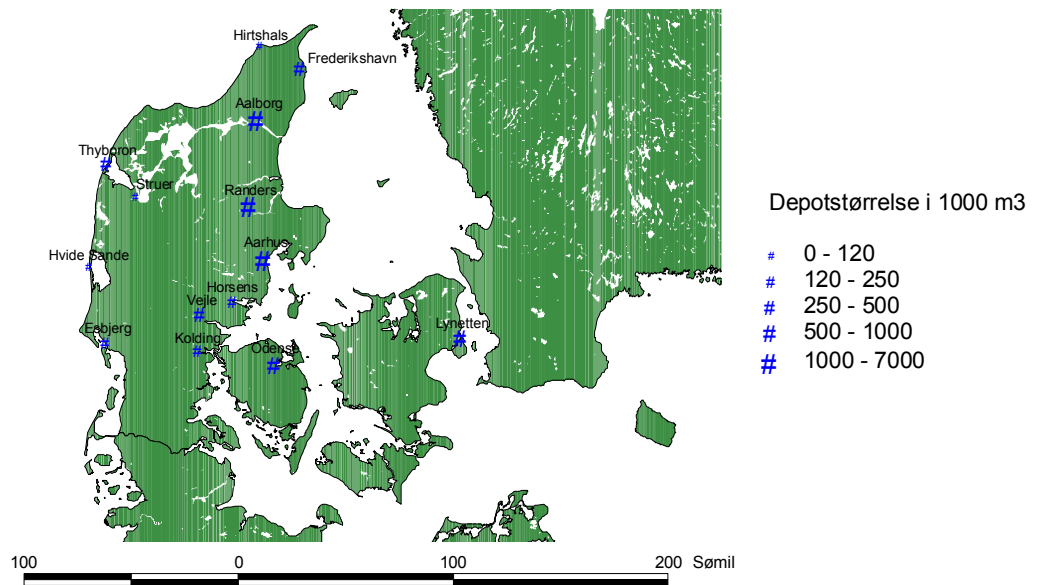 Hirtshals
Frederikshavn
Aalborg
Thyboron
Struer
Randers
Aarhus
Hvide Sande
Horsens
Vejle
Lynetten
Esbjerg
Kolding
Odense
Depotstørrelse i 1000 m3
# 0 - 120
# 120 - 250
# 250 - 500
# 500 - 1000
# 1000 - 7000
100 0 100 200 Sømil